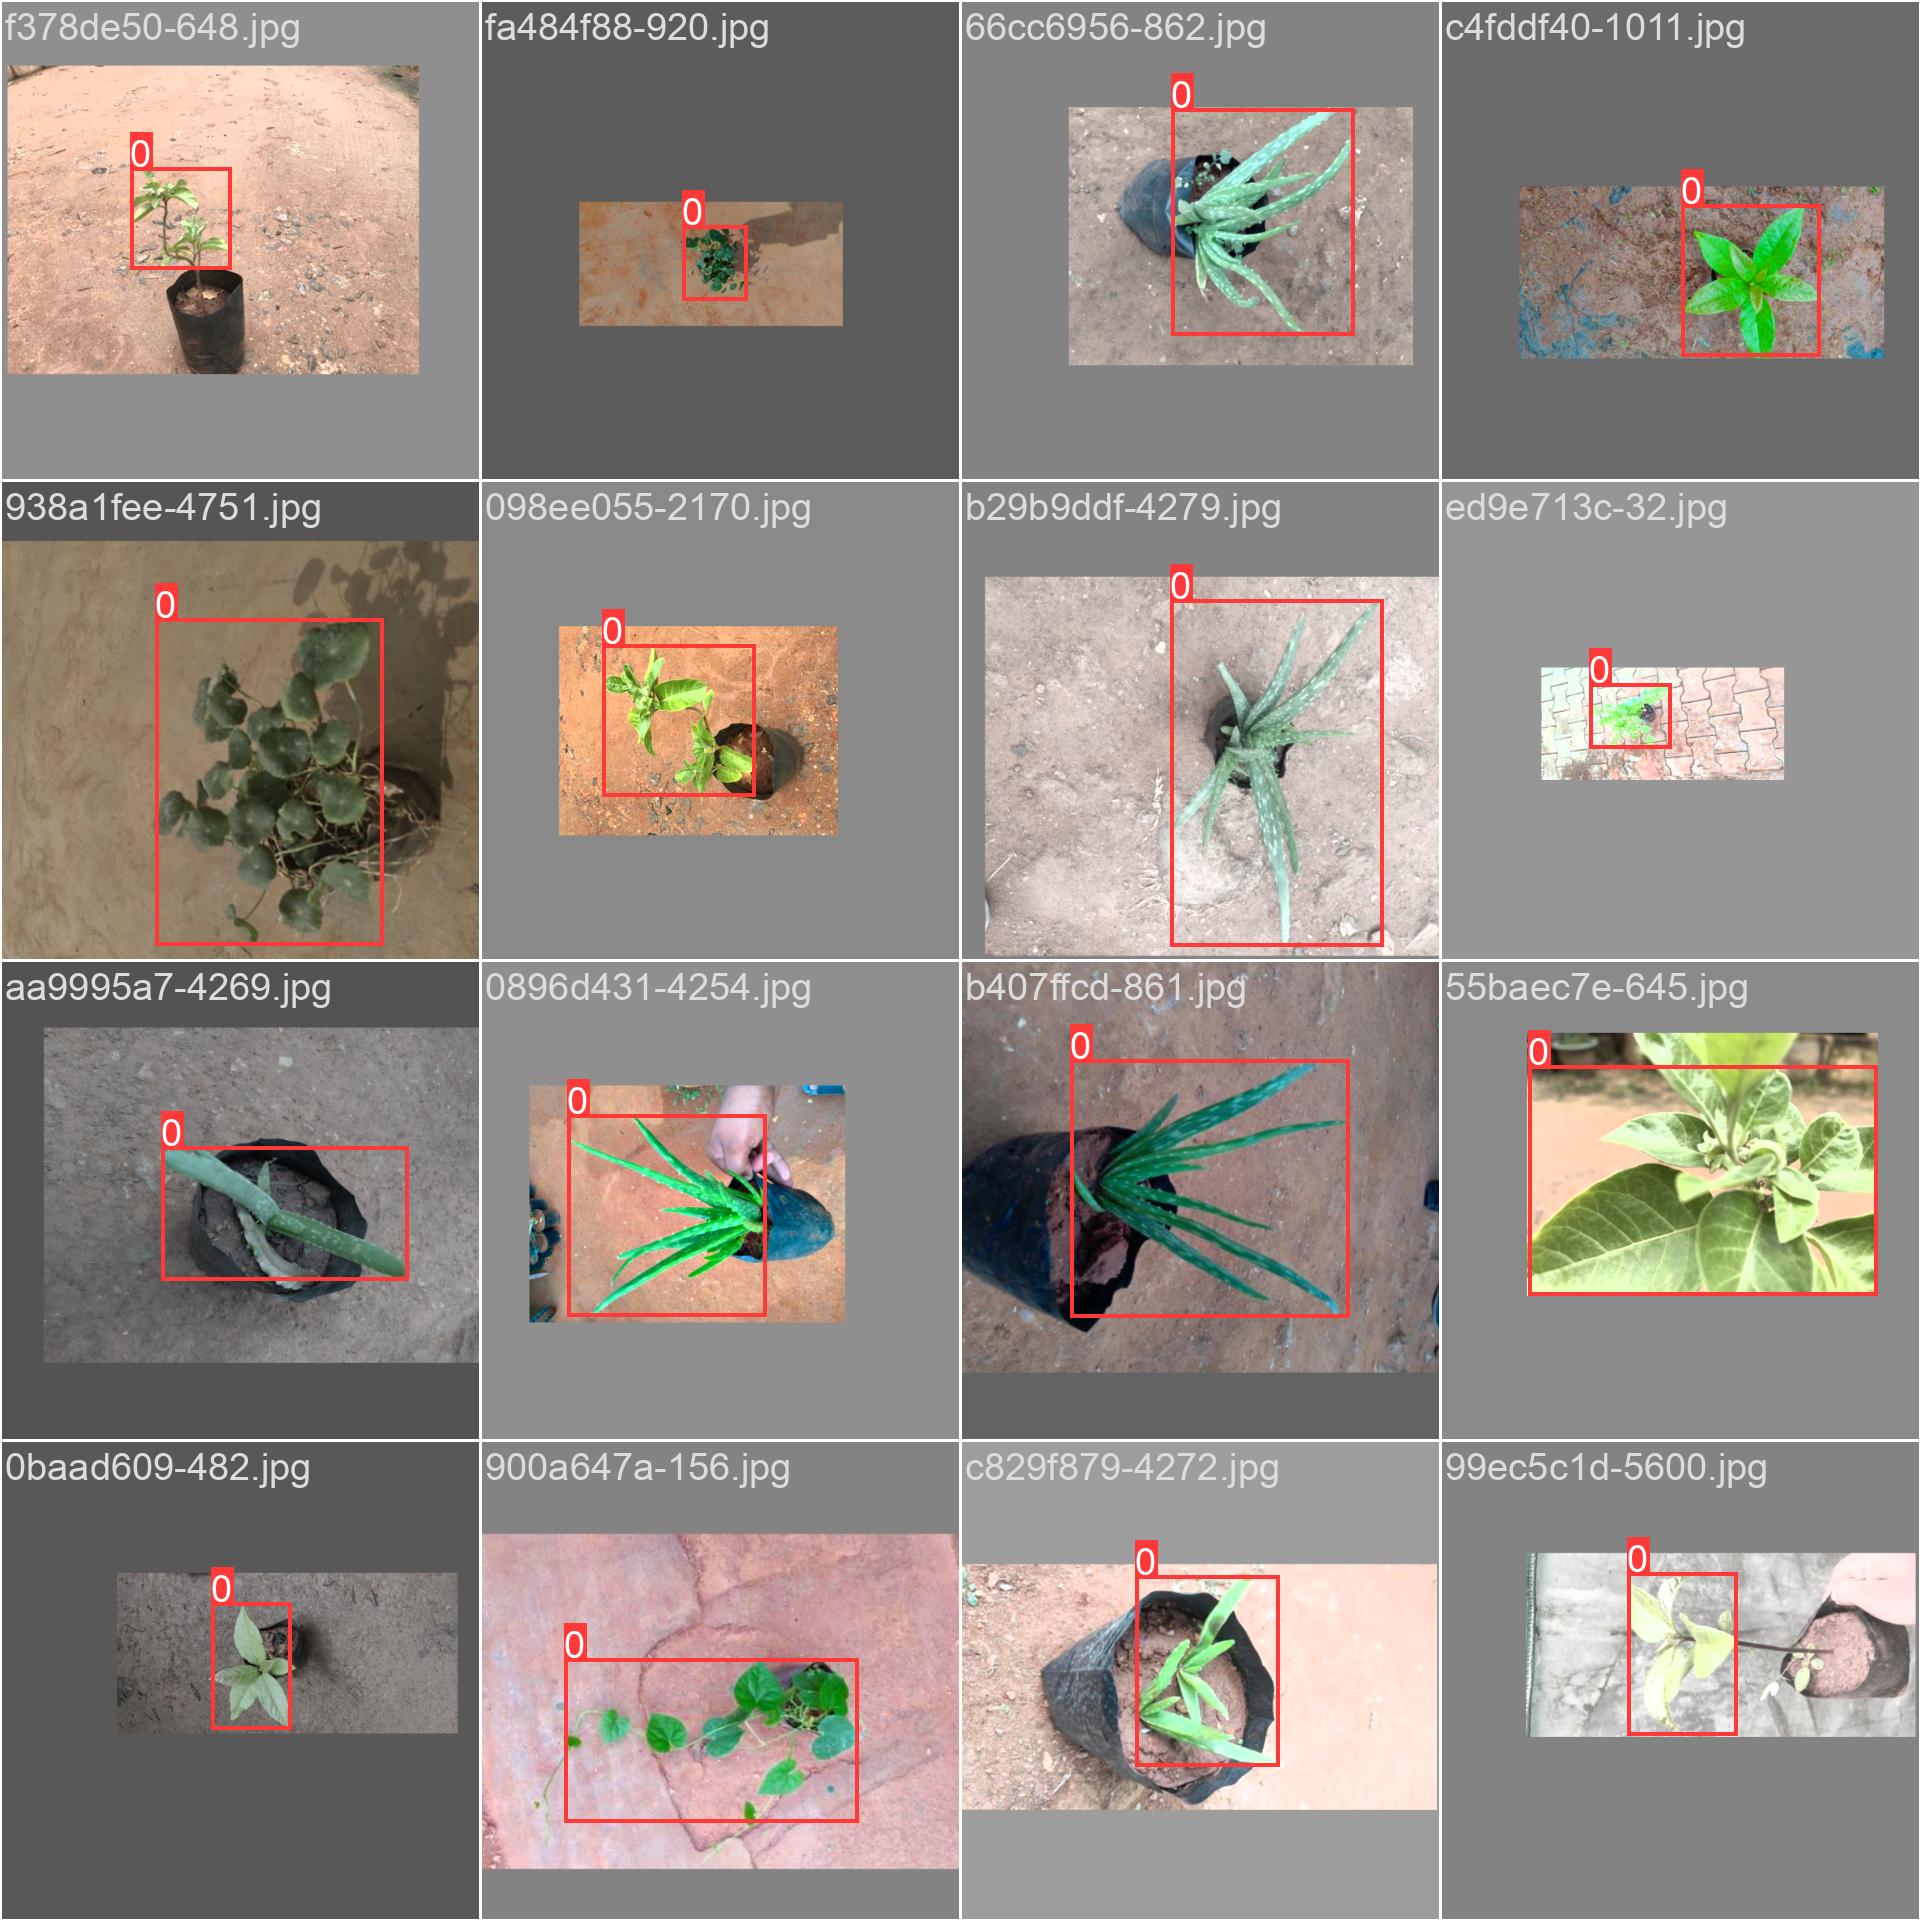 f378de50-648.jpg
0
fa484f88-920.jpg
0
66cc6956-862.jpg
0
c4fddf40-1011.jpg
0
938a1fee-4751.jpg
0
098ee055-2170.jpg
0
b29b9ddf-4279.jpg
0
ed9e713c-32.jpg
0
aa9995a7-4269.jpg
0
0896d431-4254.jpg
0
b407ffcd-861.jpg
0
55baec7e-645.jpg
0
0baad609-482.jpg
0
900a647a-156.jpg
0
c829f879-4272.jpg
0
99ec5c1d-5600.jpg
0